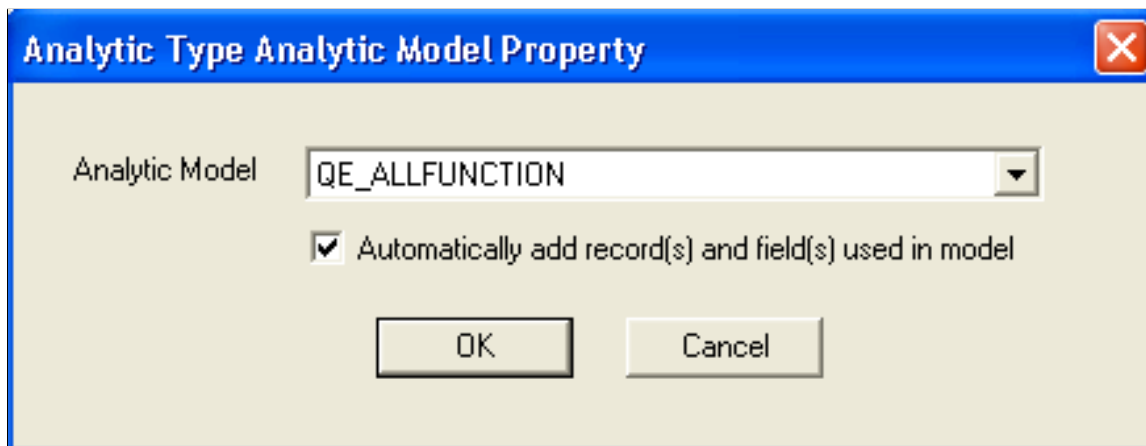 Analytic Type Analytic Model Property
Analytic Model QE_ALLFUNCTION
Automatically add record(s) and field(s) used in model
OK Cancel